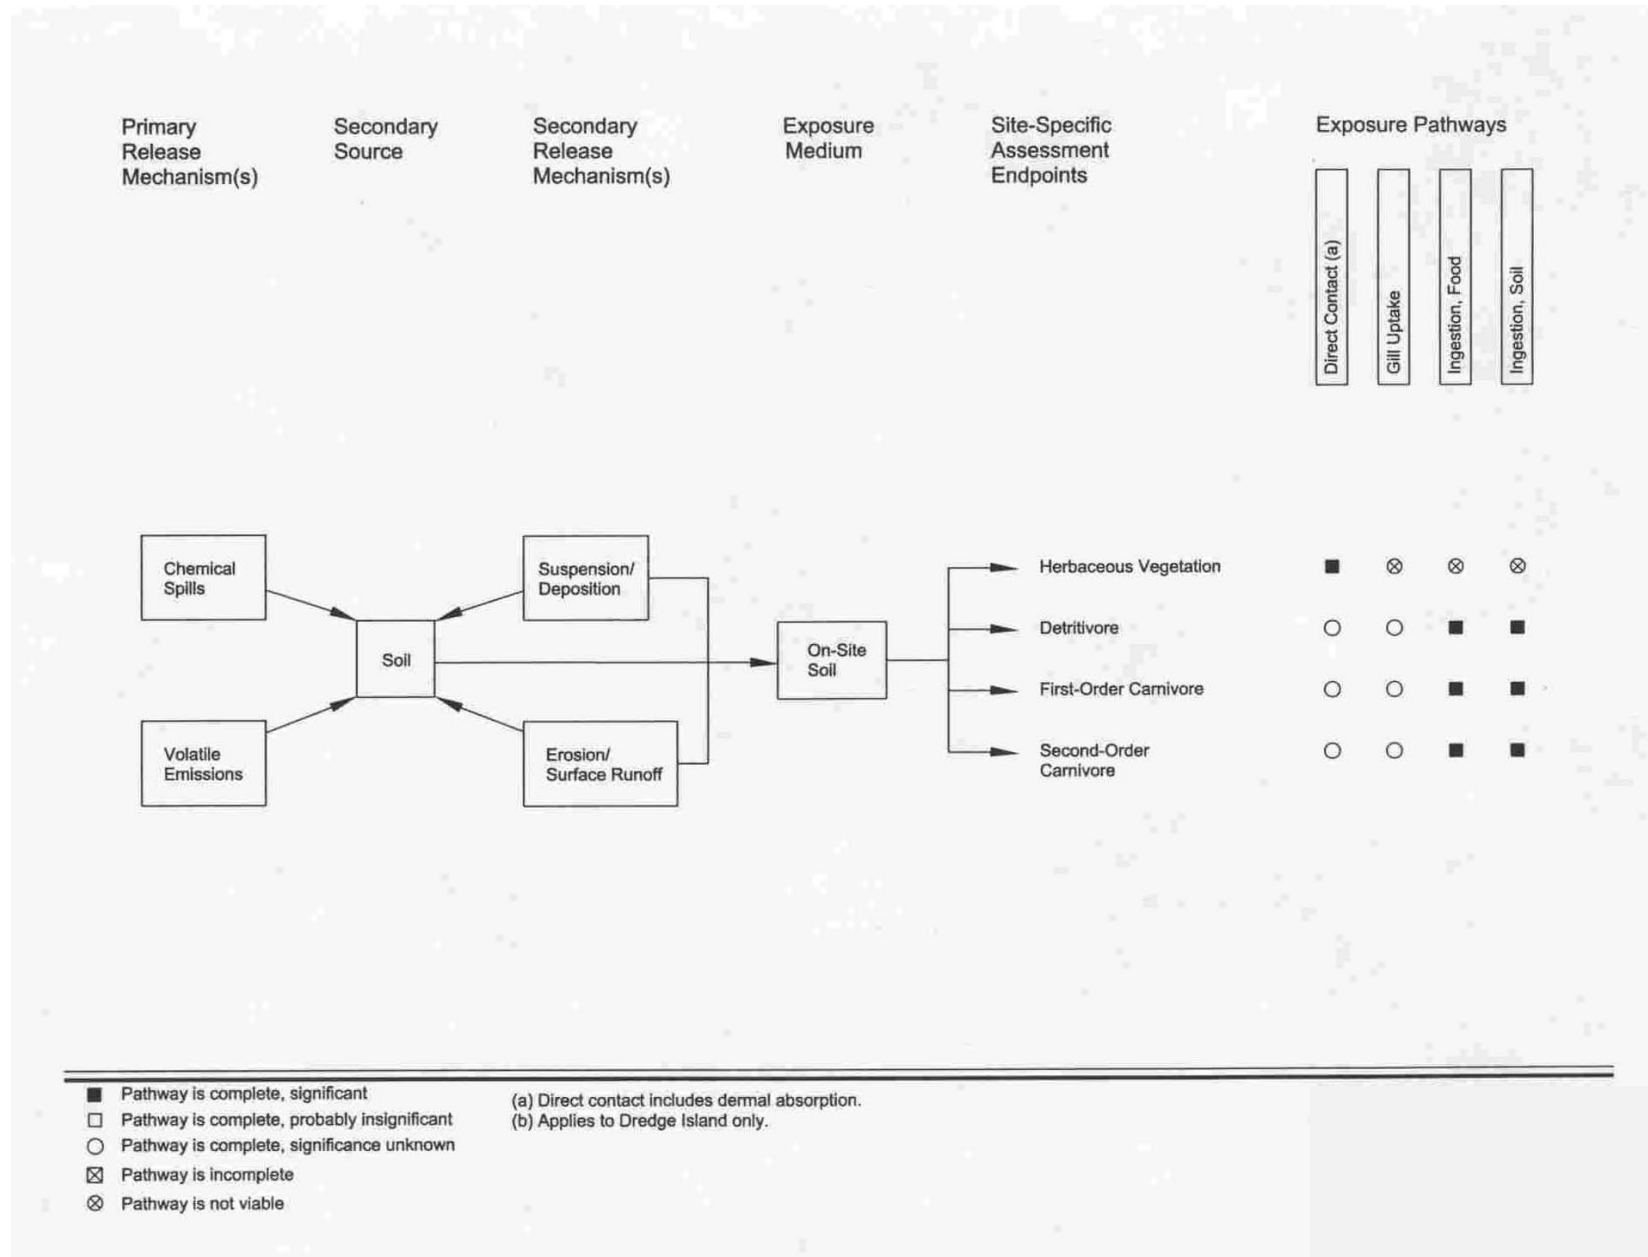 Primary
Release
Mechanism(s)
Secondary
Source
Secondary
Release
Mechanism(s)
Exposure
Medium
Site-Specific
Assessment
Endpoints
Exposure Pathways
Direct Contact (a)
Gill Uptake
Ingestion, Food
Ingestion, Soil
Chemical
Spills
Volatile
Emissions
Soil
Suspension/
Deposition
Erosion/
Surface Runoff
On-Site
Soil
Herbaceous Vegetation
Detritivore
First-Order Carnivore
Second-Order
Carnivore
Pathway is complete, significant
Pathway is complete, probably insignificant
Pathway is complete, significance unknown
Pathway is incomplete
Pathway is not viable
(a) Direct contact includes dermal absorption.
(b) Applies to Dredge Island only.